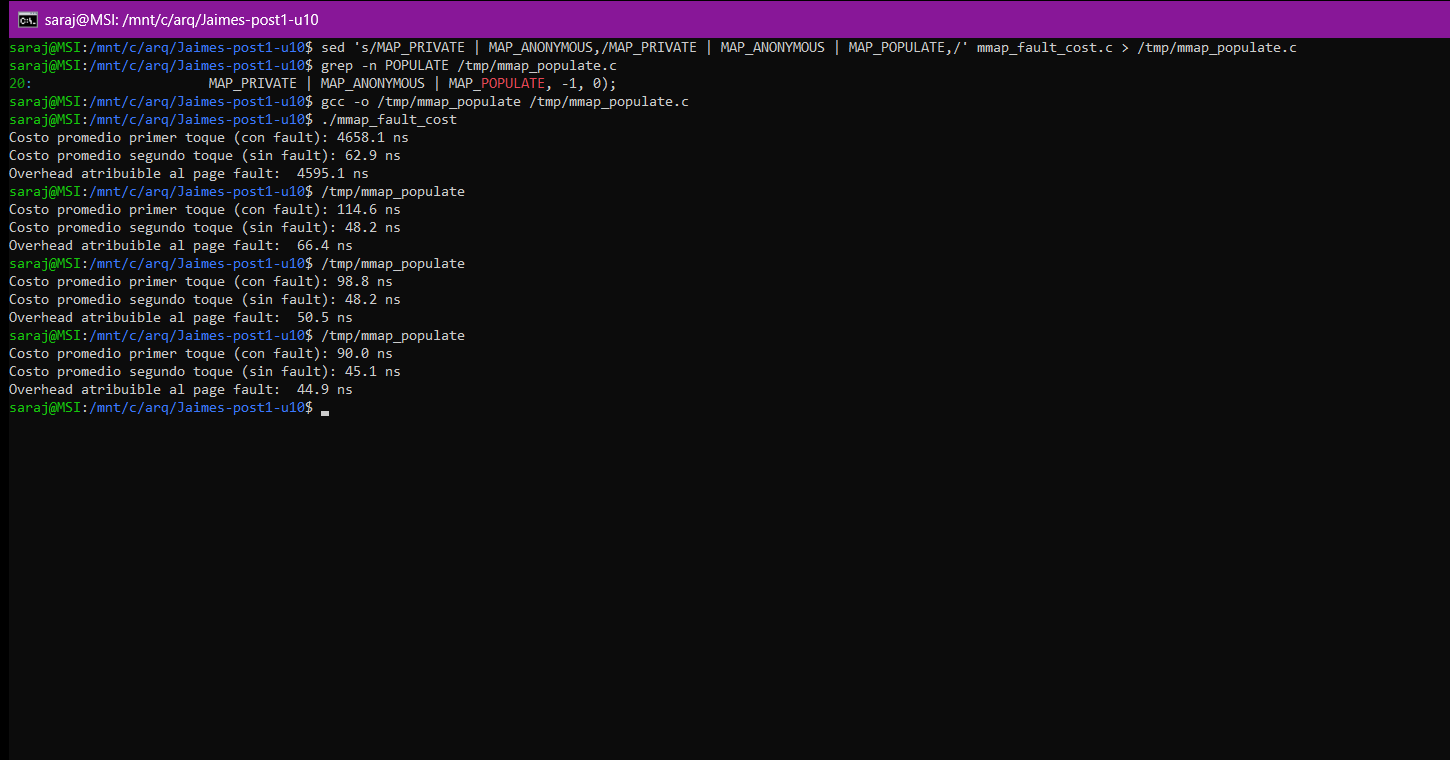 saraj@MSI: /mnt/c/arq/Jaimes-post1-u10
saraj@MSI:/mnt/c/arq/Jaimes-post1-u10$ sed 's/MAP_PRIVATE | MAP_ANONYMOUS,/MAP_PRIVATE | MAP_ANONYMOUS | MAP_POPULATE,/' mmap_fault_cost.c > /tmp/mmap_populate.c
saraj@MSI:/mnt/c/arq/Jaimes-post1-u10$ grep -n POPULATE /tmp/mmap_populate.c
20:                      MAP_PRIVATE | MAP_ANONYMOUS | MAP_POPULATE, -1, 0);
saraj@MSI:/mnt/c/arq/Jaimes-post1-u10$ gcc -o /tmp/mmap_populate /tmp/mmap_populate.c
saraj@MSI:/mnt/c/arq/Jaimes-post1-u10$ ./mmap_fault_cost
Costo promedio primer toque (con fault): 4658.1 ns
Costo promedio segundo toque (sin fault): 62.9 ns
Overhead atribuible al page fault:  4595.1 ns
saraj@MSI:/mnt/c/arq/Jaimes-post1-u10$ /tmp/mmap_populate
Costo promedio primer toque (con fault): 114.6 ns
Costo promedio segundo toque (sin fault): 48.2 ns
Overhead atribuible al page fault:  66.4 ns
saraj@MSI:/mnt/c/arq/Jaimes-post1-u10$ /tmp/mmap_populate
Costo promedio primer toque (con fault): 98.8 ns
Costo promedio segundo toque (sin fault): 48.2 ns
Overhead atribuible al page fault:  50.5 ns
saraj@MSI:/mnt/c/arq/Jaimes-post1-u10$ /tmp/mmap_populate
Costo promedio primer toque (con fault): 90.0 ns
Costo promedio segundo toque (sin fault): 45.1 ns
Overhead atribuible al page fault:  44.9 ns
saraj@MSI:/mnt/c/arq/Jaimes-post1-u10$